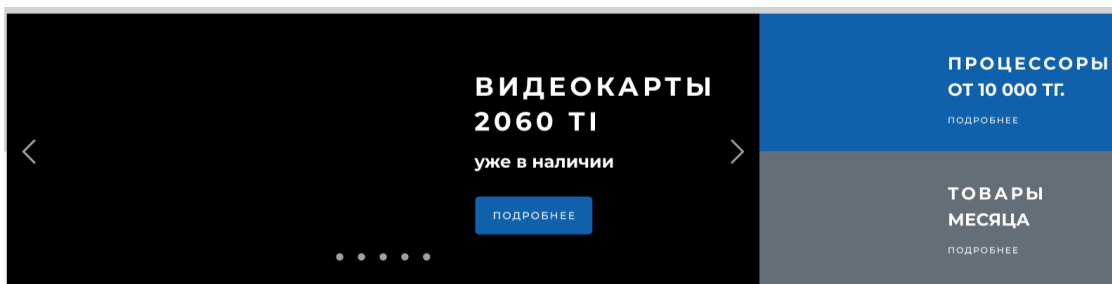 ВИДЕОКАРТЫ
2060 TI
уже в наличии
ПОДРОБНЕЕ
ПРОЦЕССОРЫ
ОТ 10 000 ТГ.
ПОДРОБНЕЕ
ТОВАРЫ
МЕСЯЦА
ПОДРОБНЕЕ